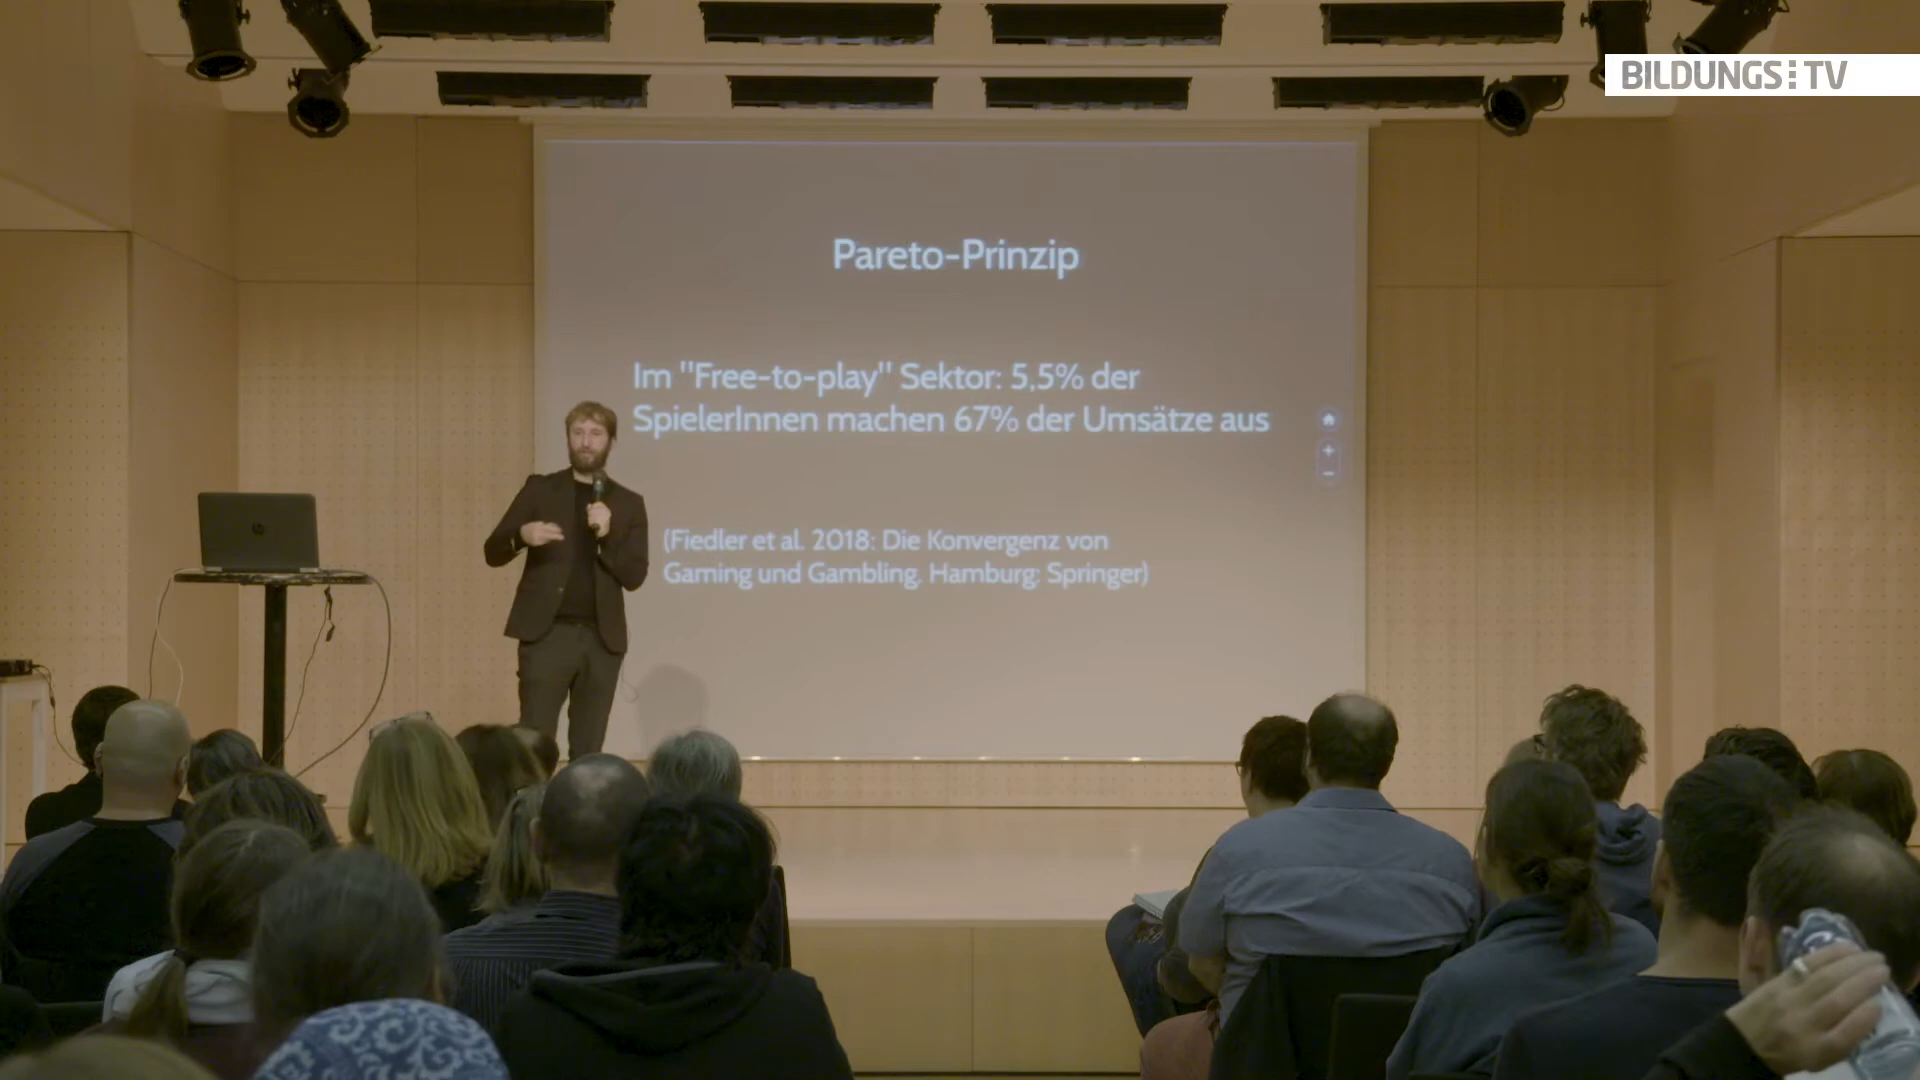 BILDUNGS:TV
Pareto-Prinzip
Im "Free-to-play" Sektor: 5,5% der
SpielerInnen machen 67% der Umsätze aus
(Fiedler et al. 2018: Die Konvergenz von
Gaming und Gambling. Hamburg: Springer)